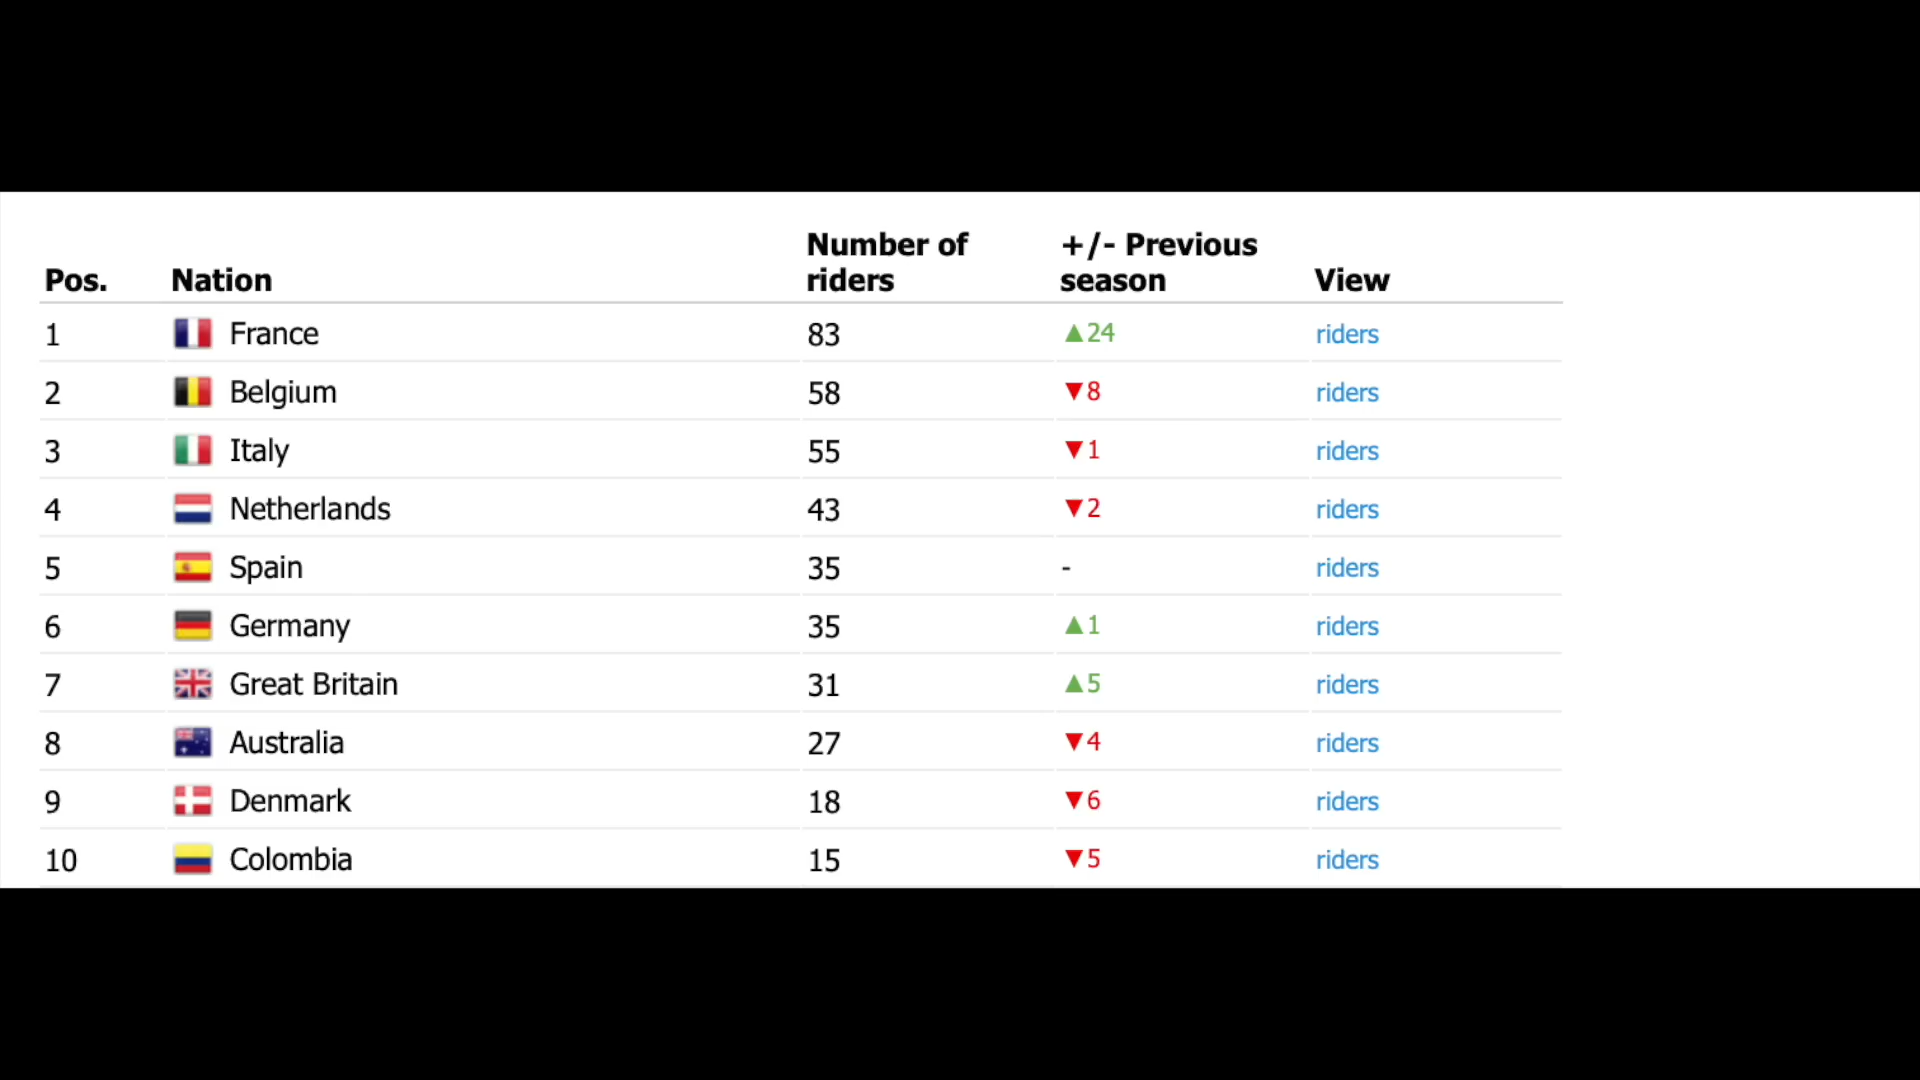 Pos. Nation Number of riders +/- Previous season View
1 France 83 ▲24 riders
2 Belgium 58 ▼8 riders
3 Italy 55 ▼1 riders
4 Netherlands 43 ▼2 riders
5 Spain 35 - riders
6 Germany 35 ▲1 riders
7 Great Britain 31 ▲5 riders
8 Australia 27 ▼4 riders
9 Denmark 18 ▼6 riders
10 Colombia 15 ▼5 riders